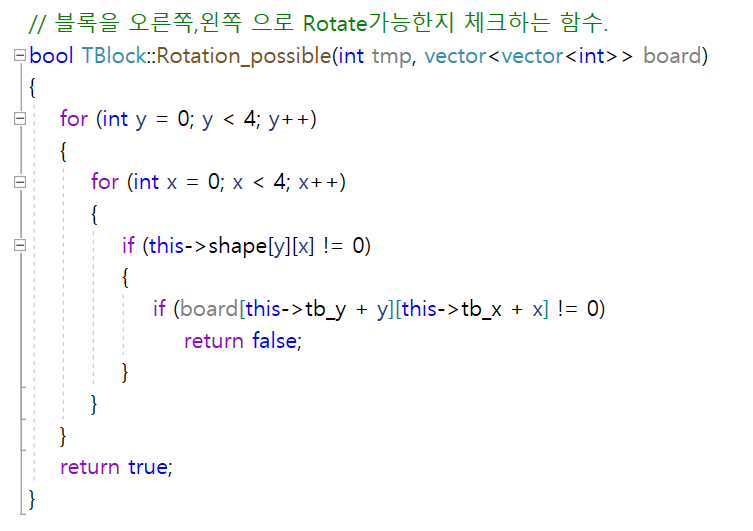 // 블록을 오른쪽,왼쪽 으로 Rotate가능한지 체크하는 함수.
bool TBlock::Rotation_possible(int tmp, vector<vector<int>> board)
{
for (int y = 0; y < 4; y++)
{
for (int x = 0; x < 4; x++)
{
if (this->shape[y][x] != 0)
{
if (board[this->tb_y + y][this->tb_x + x] != 0)
return false;
}
}
}
return true;
}